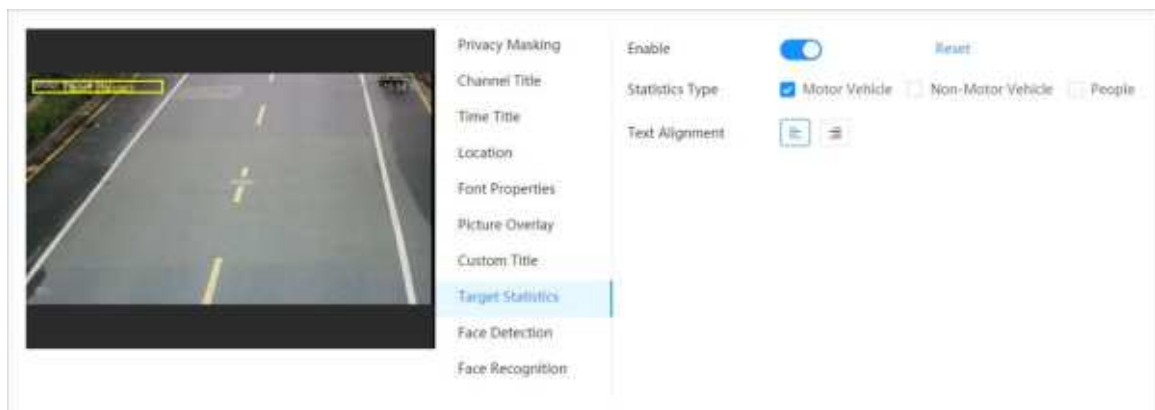 Privacy Masking
Channel Title
Time Title
Location
Font Properties
Picture Overlay
Custom Title
Target Statistics
Face Detection
Face Recognition
Enable
Reset
Statistics Type
Motor Vehicle
Non-Motor Vehicle
People
Text Alignment